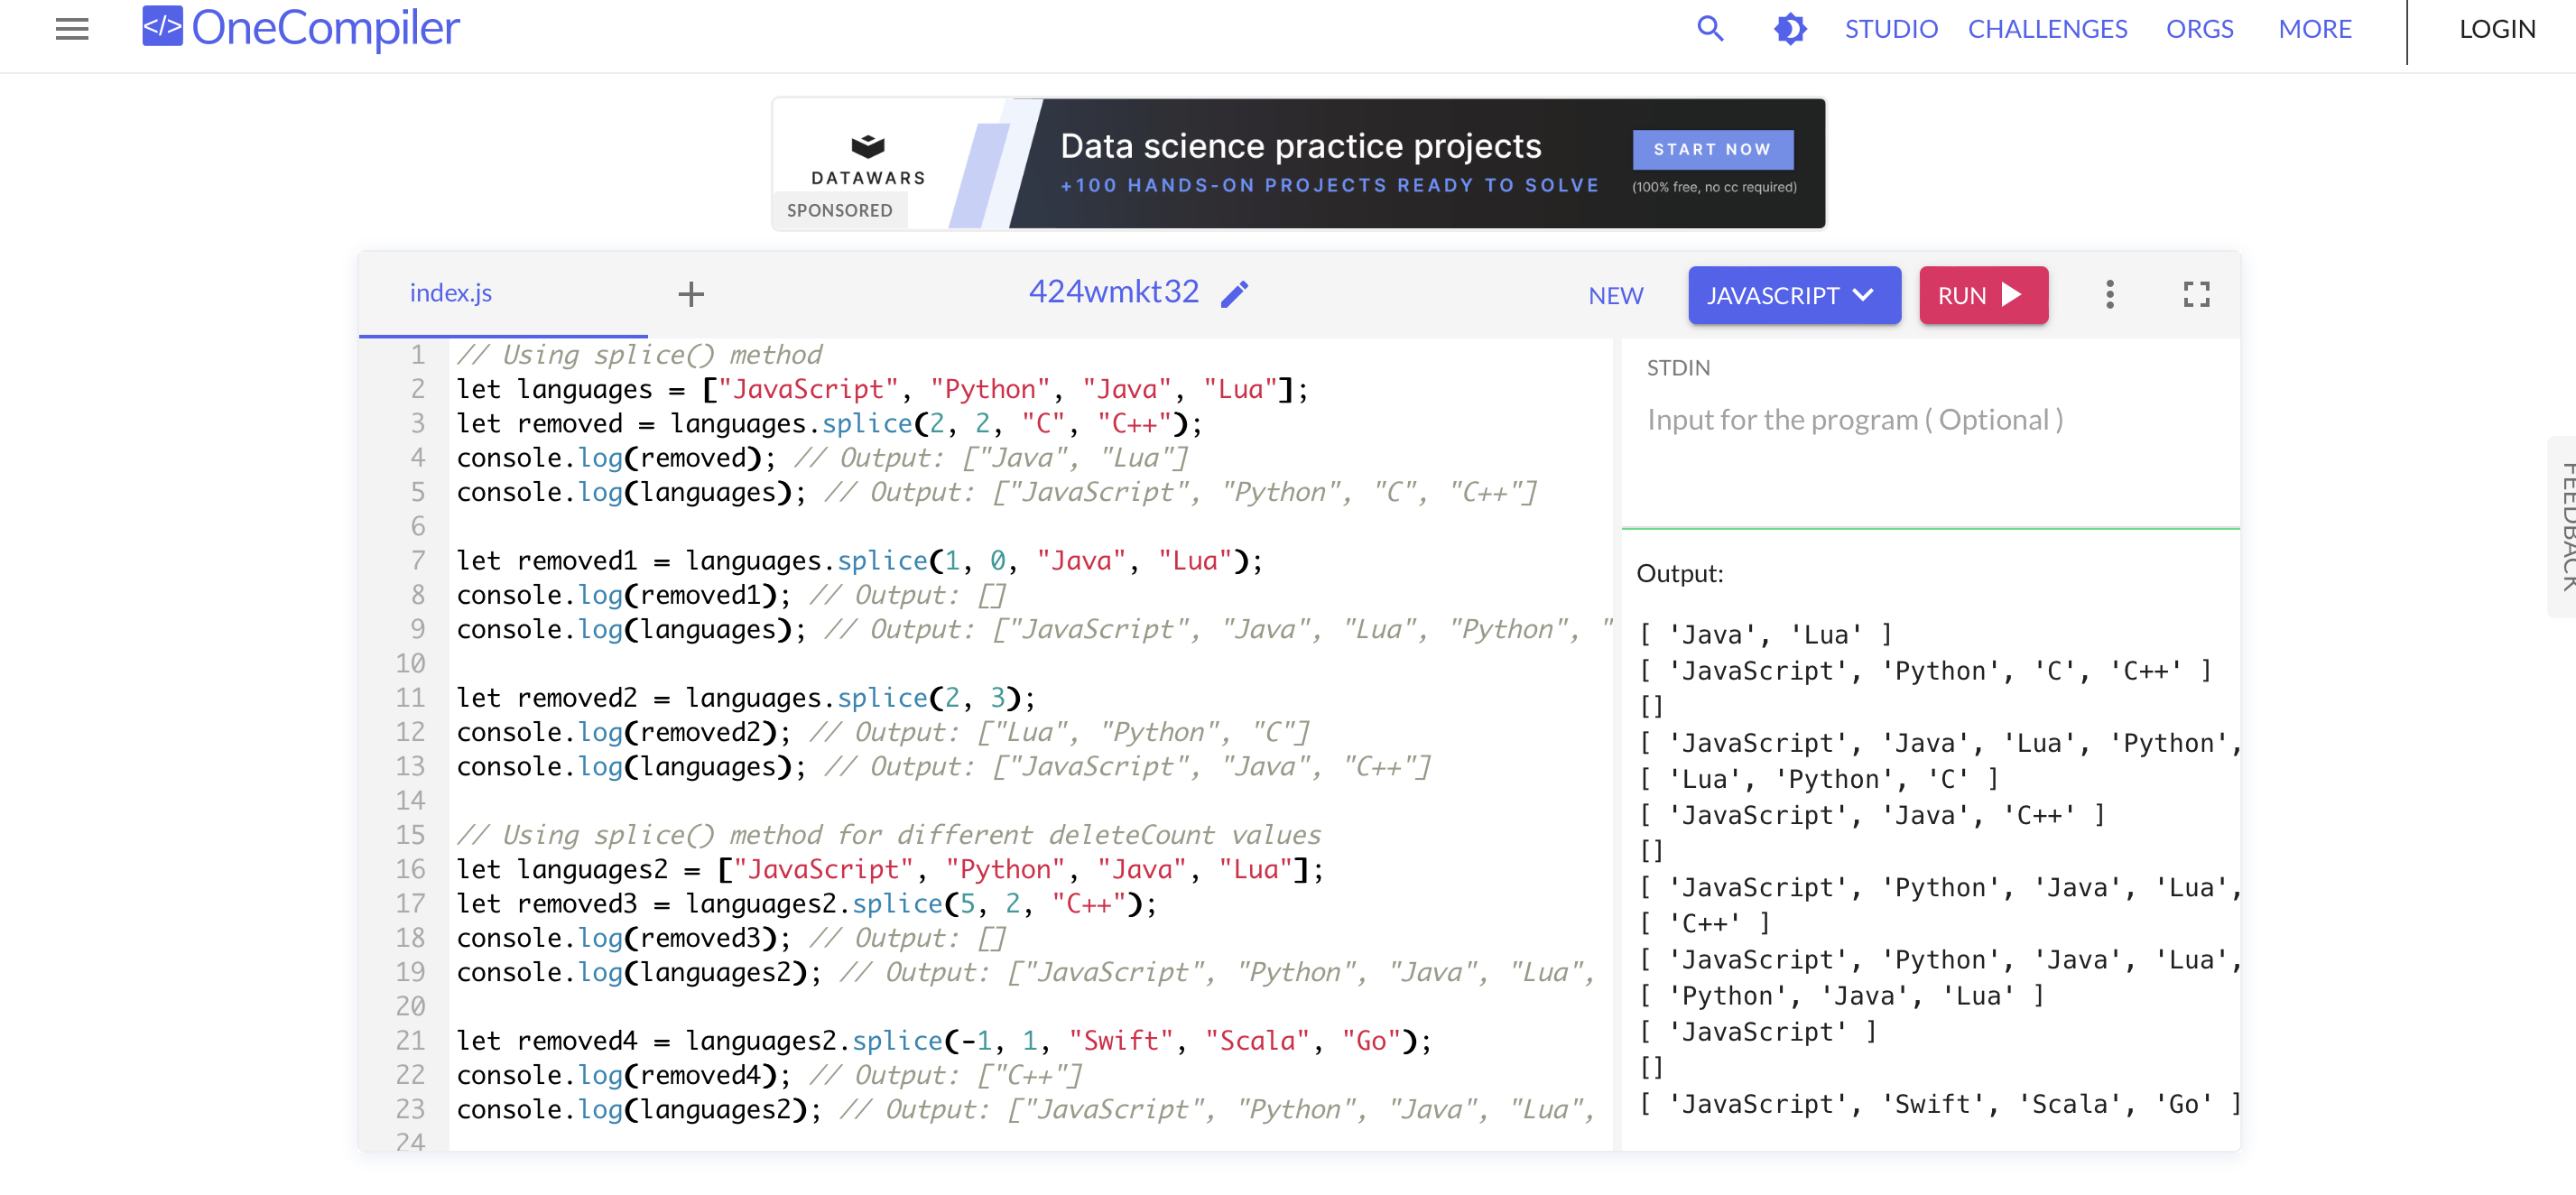 </> OneCompiler
STUDIO CHALLENGES ORGS MORE LOGIN
DATAWARS
SPONSORED
Data science practice projects
+100 HANDS-ON PROJECTS READY TO SOLVE
START NOW
(100% free, no cc required)
index.js + 424wmkt32 NEW JAVASCRIPT RUN
1 // Using splice() method
2 let languages = ["JavaScript", "Python", "Java", "Lua"];
3 let removed = languages.splice(2, 2, "C", "C++");
4 console.log(removed); // Output: ["Java", "Lua"]
5 console.log(languages); // Output: ["JavaScript", "Python", "C", "C++"]
6
7 let removed1 = languages.splice(1, 0, "Java", "Lua");
8 console.log(removed1); // Output: []
9 console.log(languages); // Output: ["JavaScript", "Java", "Lua", "Python", "
10
11 let removed2 = languages.splice(2, 3);
12 console.log(removed2); // Output: ["Lua", "Python", "C"]
13 console.log(languages); // Output: ["JavaScript", "Java", "C++"]
14
15 // Using splice() method for different deleteCount values
16 let languages2 = ["JavaScript", "Python", "Java", "Lua"];
17 let removed3 = languages2.splice(5, 2, "C++");
18 console.log(removed3); // Output: []
19 console.log(languages2); // Output: ["JavaScript", "Python", "Java", "Lua",
20
21 let removed4 = languages2.splice(-1, 1, "Swift", "Scala", "Go");
22 console.log(removed4); // Output: ["C++"]
23 console.log(languages2); // Output: ["JavaScript", "Python", "Java", "Lua",
24
STDIN
Input for the program ( Optional )
Output:
[ 'Java', 'Lua' ]
[ 'JavaScript', 'Python', 'C', 'C++' ]
[]
[ 'JavaScript', 'Java', 'Lua', 'Python',
[ 'Lua', 'Python', 'C' ]
[ 'JavaScript', 'Java', 'C++' ]
[]
[ 'JavaScript', 'Python', 'Java', 'Lua',
[ 'C++' ]
[ 'JavaScript', 'Python', 'Java', 'Lua',
[ 'Python', 'Java', 'Lua' ]
[ 'JavaScript' ]
[]
[ 'JavaScript', 'Swift', 'Scala', 'Go' ]
FEEDBACK